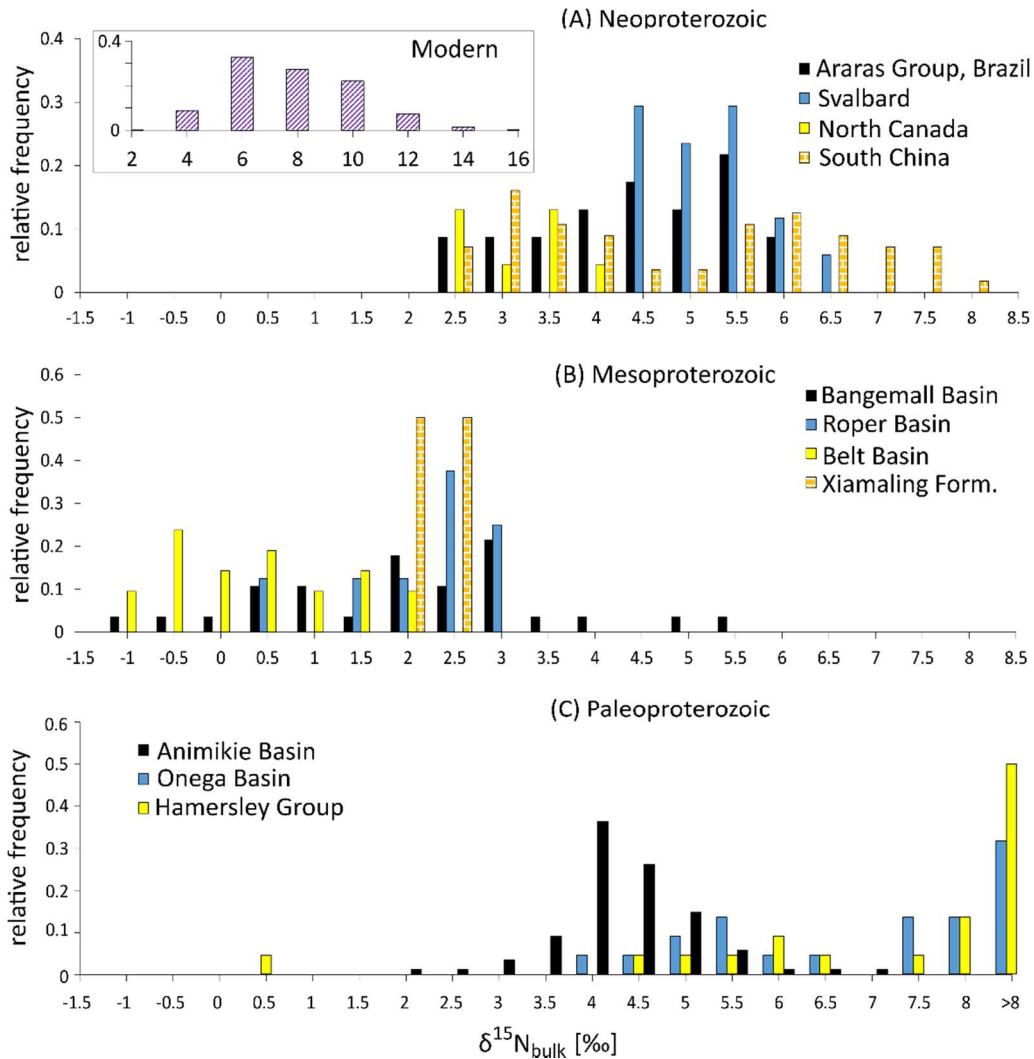 (A) Neoproterozoic
0.4
0.3
0.2
0.1
0
relative frequency
0.4
0
Modern
2 4 6 8 10 12 14 16
Araras Group, Brazil
Svalbard
North Canada
South China
-1.5 -1 -0.5 0 0.5 1 1.5 2 2.5 3 3.5 4 4.5 5 5.5 6 6.5 7 7.5 8 8.5
(B) Mesoproterozoic
0.6
0.5
0.4
0.3
0.2
0.1
0
relative frequency
Bangemall Basin
Roper Basin
Belt Basin
Xiamaling Form.
-1.5 -1 -0.5 0 0.5 1 1.5 2 2.5 3 3.5 4 4.5 5 5.5 6 6.5 7 7.5 8 8.5
(C) Paleoproterozoic
0.6
0.5
0.4
0.3
0.2
0.1
0
relative frequency
Animikie Basin
Onega Basin
Hamersley Group
-1.5 -1 -0.5 0 0.5 1 1.5 2 2.5 3 3.5 4 4.5 5 5.5 6 6.5 7 7.5 8 >8
δ¹⁵N_bulk [‰]